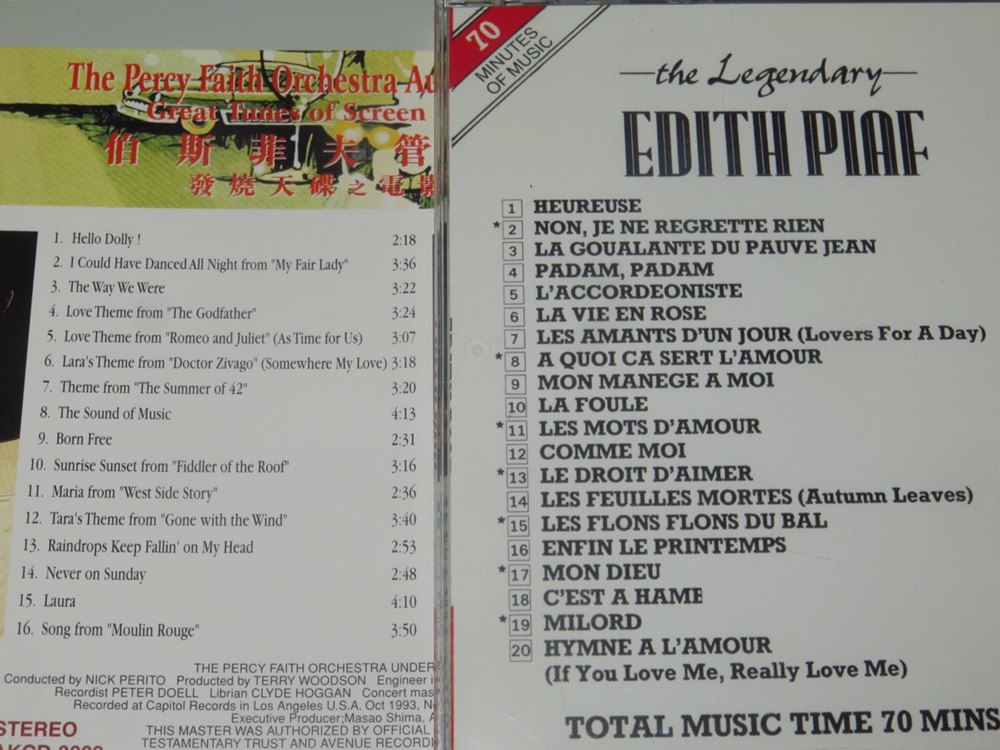 The Percy Faith Orchestra
Great Tunes of Screen
伯斯菲夫管
發燒天碟之電影
1. Hello Dolly ! 2:18
2. I Could Have Danced All Night from "My Fair Lady" 3:36
3. The Way We Were 3:22
4. Love Theme from "The Godfather" 3:24
5. Love Theme from "Romeo and Juliet" (As Time for Us) 3:07
6. Lara's Theme from "Doctor Zivago" (Somewhere My Love) 3:18
7. Theme from "The Summer of 42" 3:20
8. The Sound of Music 4:13
9. Born Free 2:31
10. Sunrise Sunset from "Fiddler of the Roof" 3:16
11. Maria from "West Side Story" 2:36
12. Tara's Theme from "Gone with the Wind" 3:40
13. Raindrops Keep Fallin' on My Head 2:53
14. Never on Sunday 2:48
15. Laura 4:10
16. Song from "Moulin Rouge" 3:50
THE PERCY FAITH ORCHESTRA UNDER
Conducted by NICK PERITO Produced by TERRY WOODSON Engineer
Recordist PETER DOELL Librian CLYDE HOGGAN Concert mas
Recorded at Capitol Records in Los Angeles U.S.A. Oct 1993,
Executive Producer;Masao Shima,
THIS MASTER WAS AUTHORIZED BY OFFICIAL
TESTAMENTARY TRUST AND AVENUE RECORD
STEREO
70
MINUTES
OF MUSIC
the Legendary
EDITH PIAF
1 HEUREUSE
*2 NON, JE NE REGRETTE RIEN
3 LA GOUALANTE DU PAUVE JEAN
4 PADAM, PADAM
5 L'ACCORDEONISTE
6 LA VIE EN ROSE
7 LES AMANTS D'UN JOUR (Lovers For A Day)
*8 A QUOI CA SERT L'AMOUR
9 MON MANEGE A MOI
10 LA FOULE
*11 LES MOTS D'AMOUR
12 COMME MOI
*13 LE DROIT D'AIMER
14 LES FEUILLES MORTES (Autumn Leaves)
*15 LES FLONS FLONS DU BAL
16 ENFIN LE PRINTEMPS
*17 MON DIEU
18 C'EST A HAME
*19 MILORD
20 HYMNE A L'AMOUR
(If You Love Me, Really Love Me)
TOTAL MUSIC TIME 70 MINS